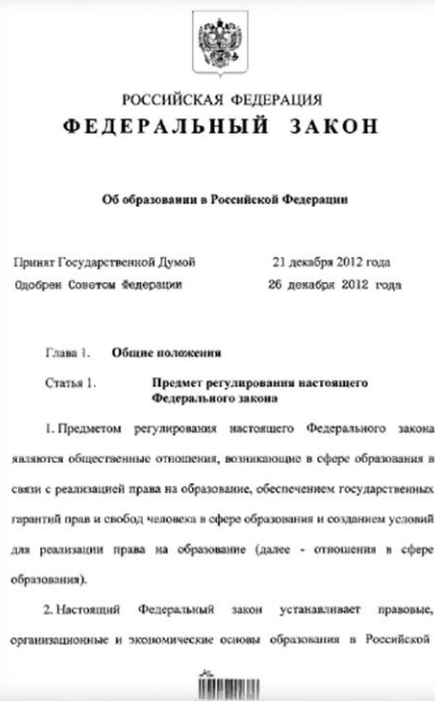 РОССИЙСКАЯ ФЕДЕРАЦИЯ
ФЕДЕРАЛЬНЫЙ ЗАКОН
Об образовании в Российской Федерации
Принят Государственной Думой 21 декабря 2012 года
Одобрен Советом Федерации 26 декабря 2012 года
Глава 1. Общие положения
Статья 1. Предмет регулирования настоящего
Федерального закона
1. Предметом регулирования настоящего Федерального закона
являются общественные отношения, возникающие в сфере образования в
связи с реализацией права на образование, обеспечением государственных
гарантий прав и свобод человека в сфере образования и созданием условий
для реализации права на образование (далее - отношения в сфере
образования).
2. Настоящий Федеральный закон устанавливает правовые,
организационные и экономические основы образования в Российской